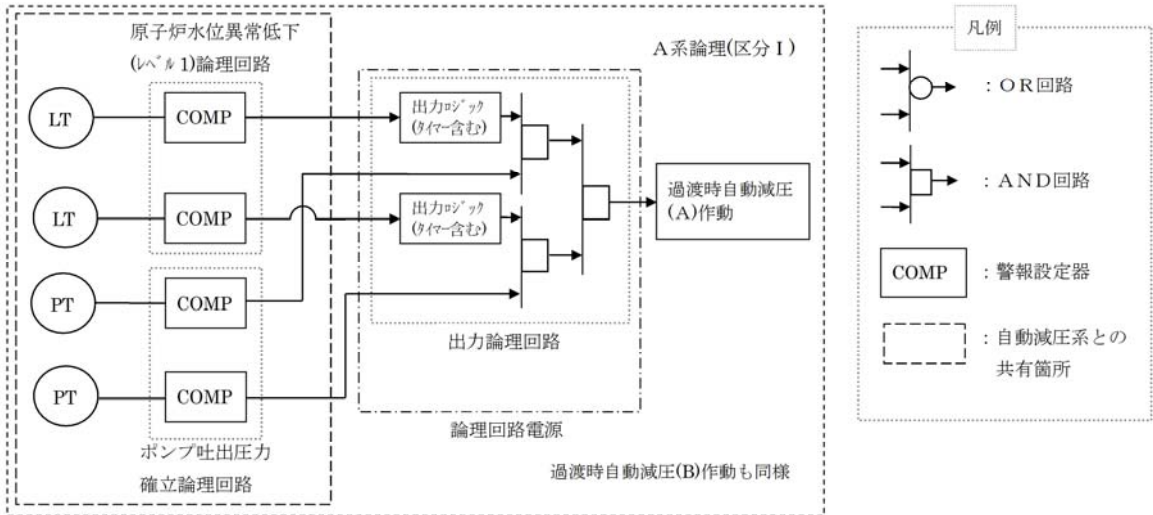 原子炉水位異常低下
(ﾚﾍﾞﾙ1)論理回路
A系論理(区分Ⅰ)
LT
COMP
出力ﾛｼﾞｯｸ
(ﾀｲﾏｰ含む)
LT
COMP
出力ﾛｼﾞｯｸ
(ﾀｲﾏｰ含む)
過渡時自動減圧
(A)作動
PT
COMP
出力論理回路
PT
COMP
論理回路電源
ポンプ吐出圧力
確立論理回路
過渡時自動減圧(B)作動も同様
凡例
：OR回路
：AND回路
COMP
：警報設定器
：自動減圧系との
共有箇所